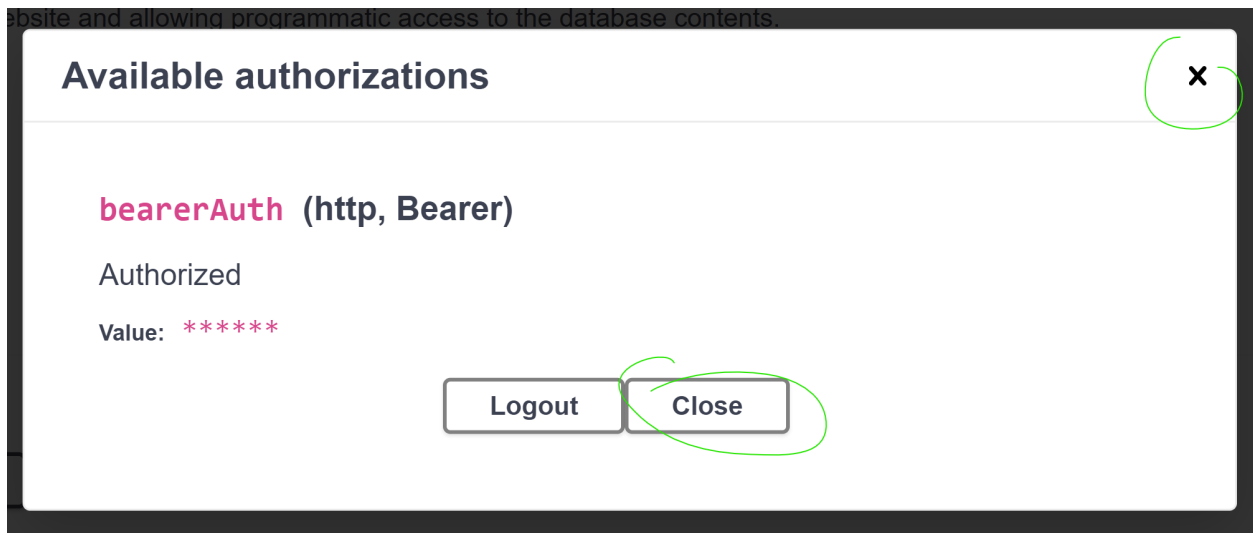 ebsite and allowing programmatic access to the database contents.
Available authorizations
bearerAuth (http, Bearer)
Authorized
Value: ******
Logout Close